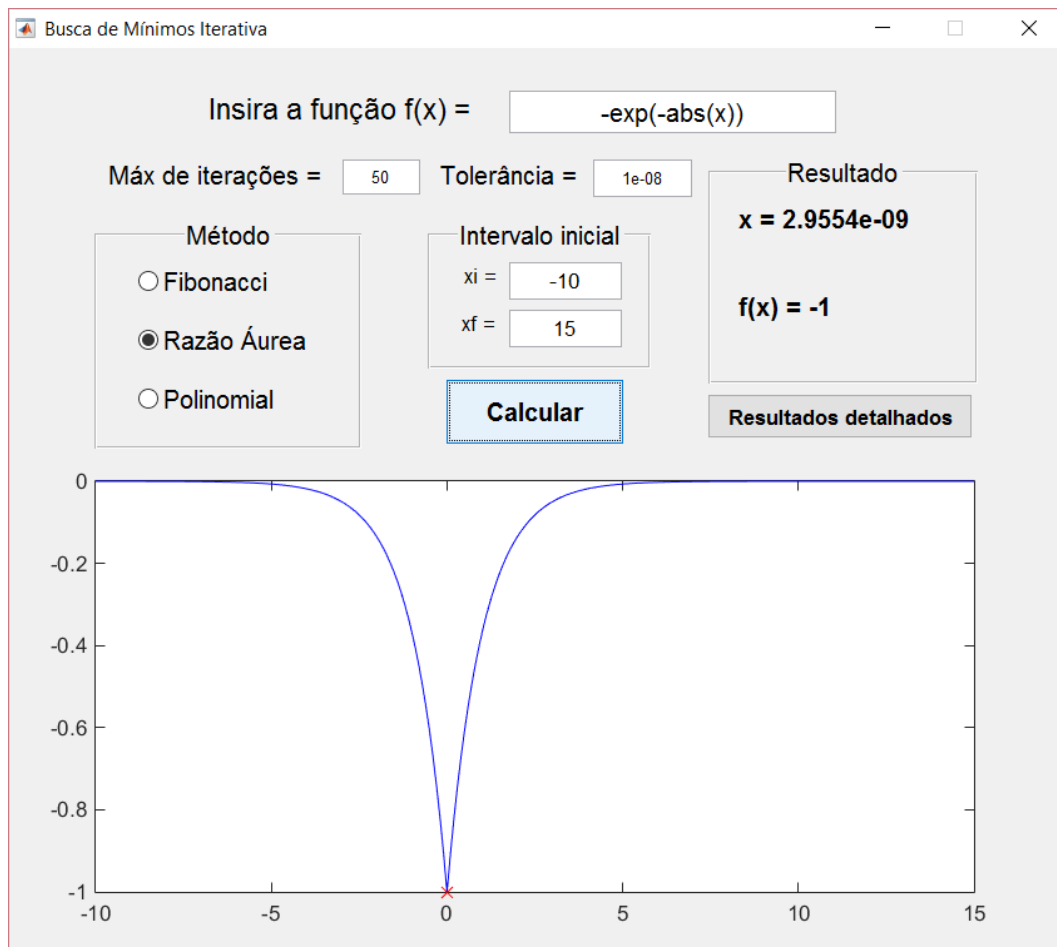 Busca de Mínimos Iterativa
Insira a função f(x) = -exp(-abs(x))
Máx de iterações = 50 Tolerância = 1e-08
Resultado
x = 2.9554e-09
f(x) = -1
Método
Fibonacci
Razão Áurea
Polinomial
Intervalo inicial
xi = -10
xf = 15
Calcular
Resultados detalhados
0
-0.2
-0.4
-0.6
-0.8
-1
-10 -5 0 5 10 15